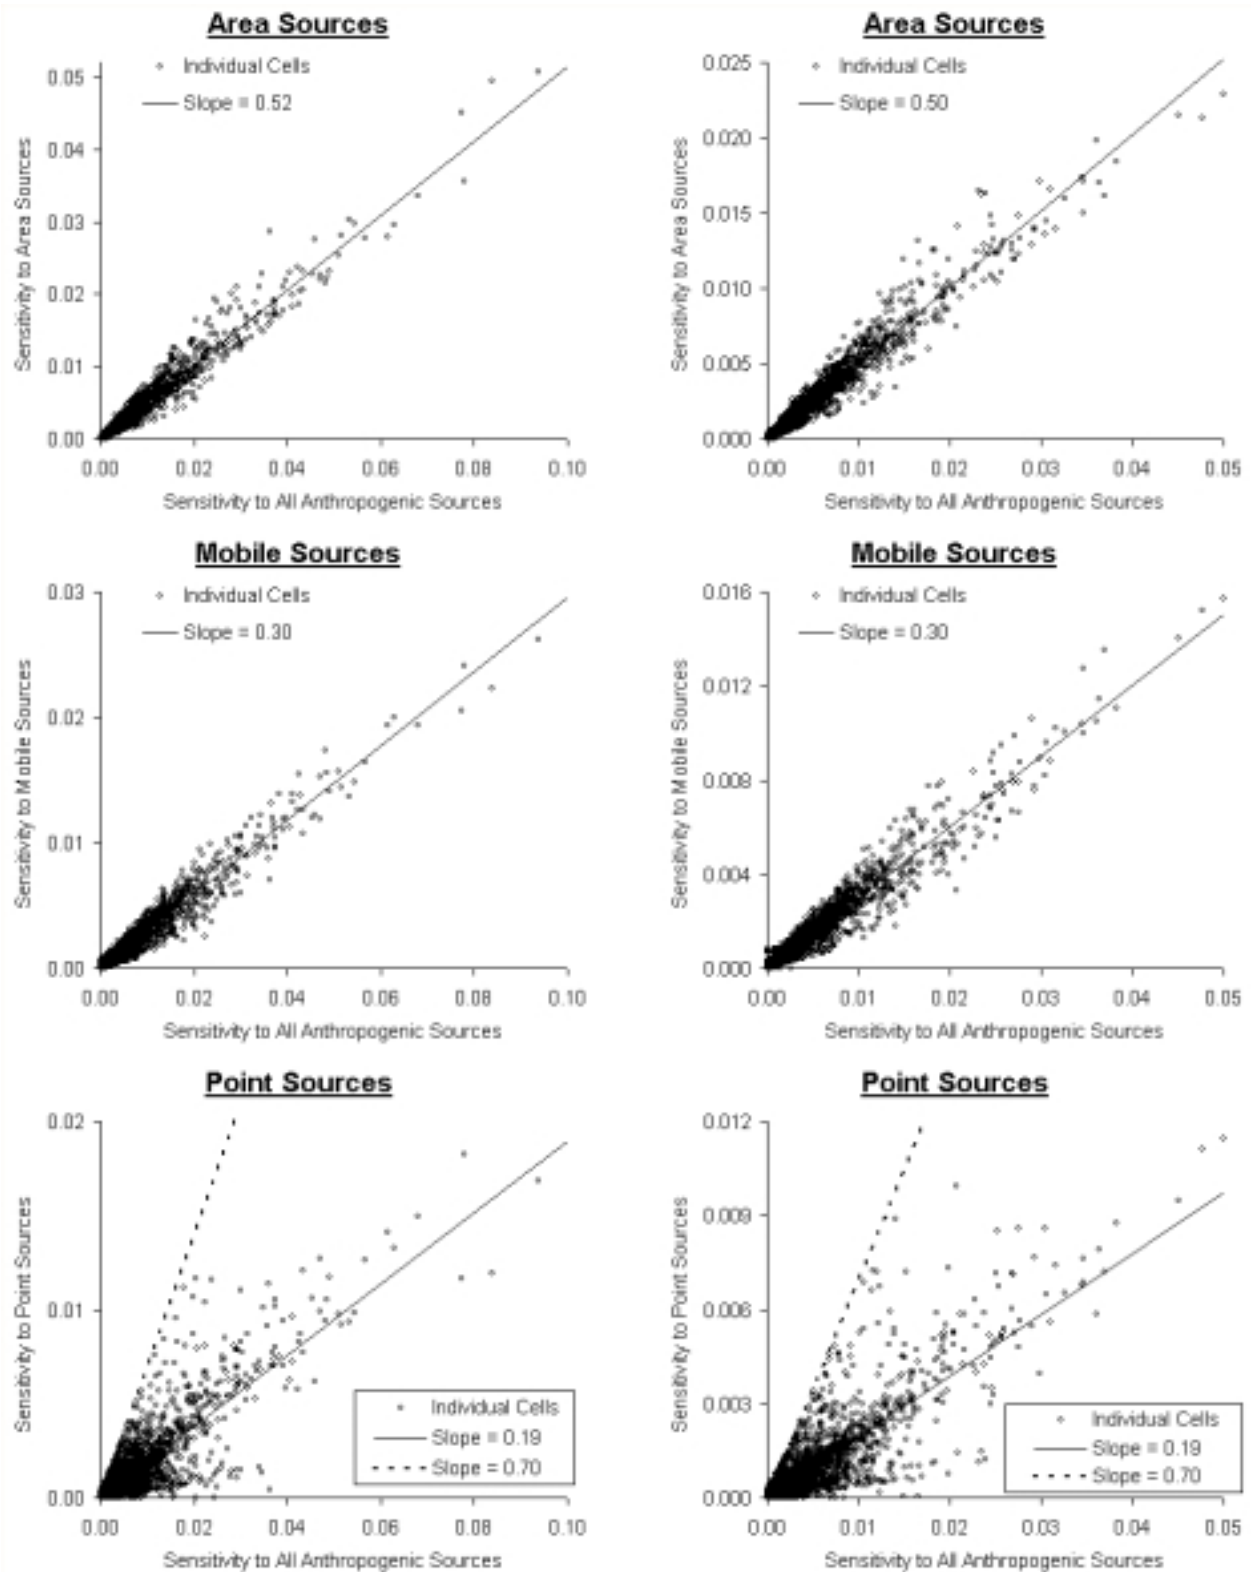 Area Sources
Individual Cells
Slope = 0.52
0.05
0.04
0.03
0.02
0.01
0.00
Sensitivity to Area Sources
0.00 0.02 0.04 0.06 0.08 0.10
Sensitivity to All Anthropogenic Sources
Area Sources
Individual Cells
Slope = 0.50
0.025
0.020
0.015
0.010
0.005
0.000
Sensitivity to Area Sources
0.00 0.01 0.02 0.03 0.04 0.05
Sensitivity to All Anthropogenic Sources
Mobile Sources
Individual Cells
Slope = 0.30
0.03
0.02
0.01
0.00
Sensitivity to Mobile Sources
0.00 0.02 0.04 0.06 0.08 0.10
Sensitivity to All Anthropogenic Sources
Mobile Sources
Individual Cells
Slope = 0.30
0.016
0.012
0.008
0.004
0.000
Sensitivity to Mobile Sources
0.00 0.01 0.02 0.03 0.04 0.05
Sensitivity to All Anthropogenic Sources
Point Sources
0.02
0.01
0.00
Sensitivity to Point Sources
Individual Cells
Slope = 0.19
Slope = 0.70
0.00 0.02 0.04 0.06 0.08 0.10
Sensitivity to All Anthropogenic Sources
Point Sources
0.012
0.009
0.006
0.003
0.000
Sensitivity to Point Sources
Individual Cells
Slope = 0.19
Slope = 0.70
0.00 0.01 0.02 0.03 0.04 0.05
Sensitivity to All Anthropogenic Sources